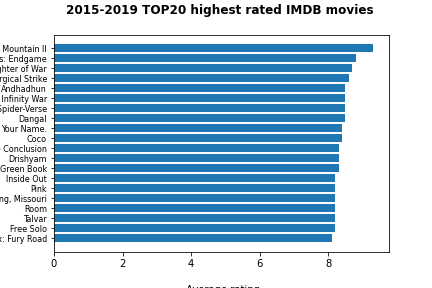 2015-2019 TOP20 highest rated IMDB movies
Mountain II
s: Endgame
hter of War
rgical Strike
Andhadhun
Infinity War
Spider-Verse
Dangal
Your Name.
Coco
Conclusion
Drishyam
Green Book
Inside Out
Pink
ng, Missouri
Room
Talvar
Free Solo
x: Fury Road
0 2 4 6 8
Average rating